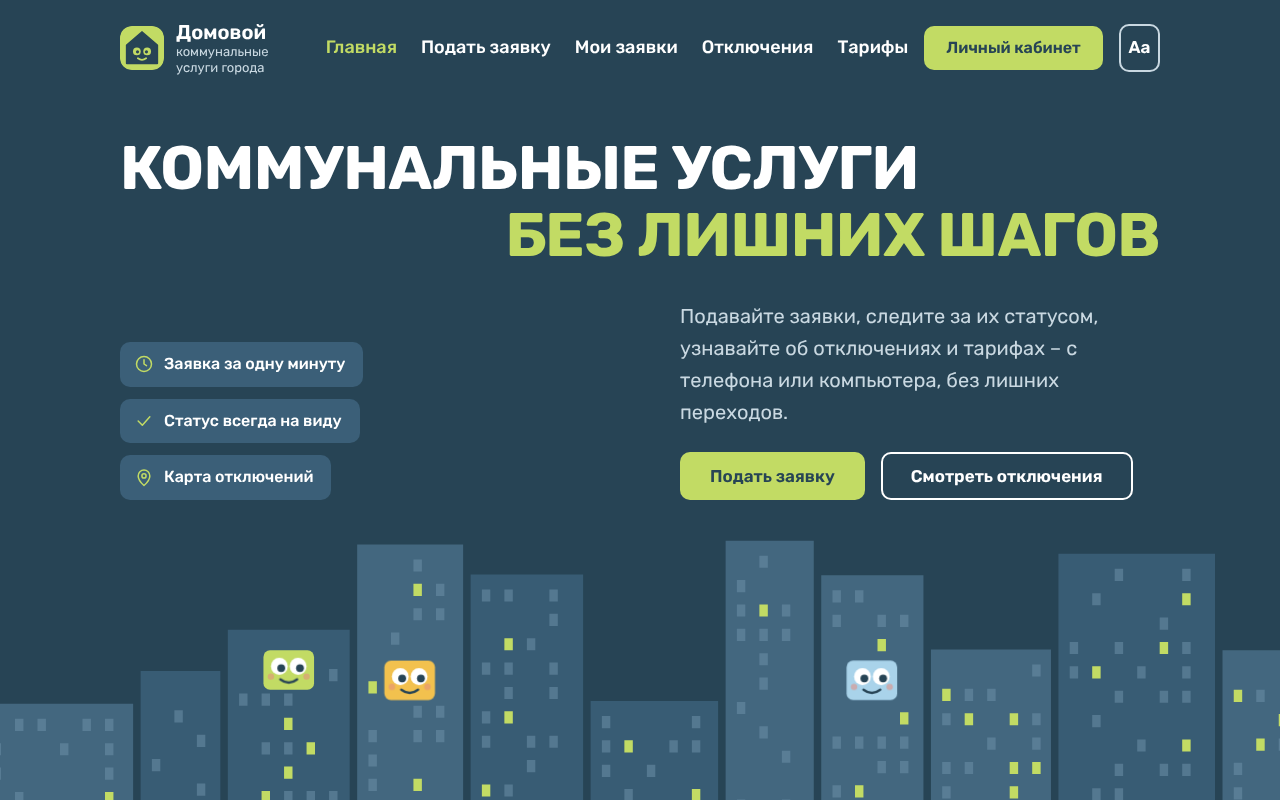 Домовой
коммунальные
услуги города
Главная
Подать заявку
Мои заявки
Отключения
Тарифы
Личный кабинет
Aa
КОММУНАЛЬНЫЕ УСЛУГИ
БЕЗ ЛИШНИХ ШАГОВ
Заявка за одну минуту
Статус всегда на виду
Карта отключений
Подавайте заявки, следите за их статусом,
узнавайте об отключениях и тарифах – с
телефона или компьютера, без лишних
переходов.
Подать заявку
Смотреть отключения